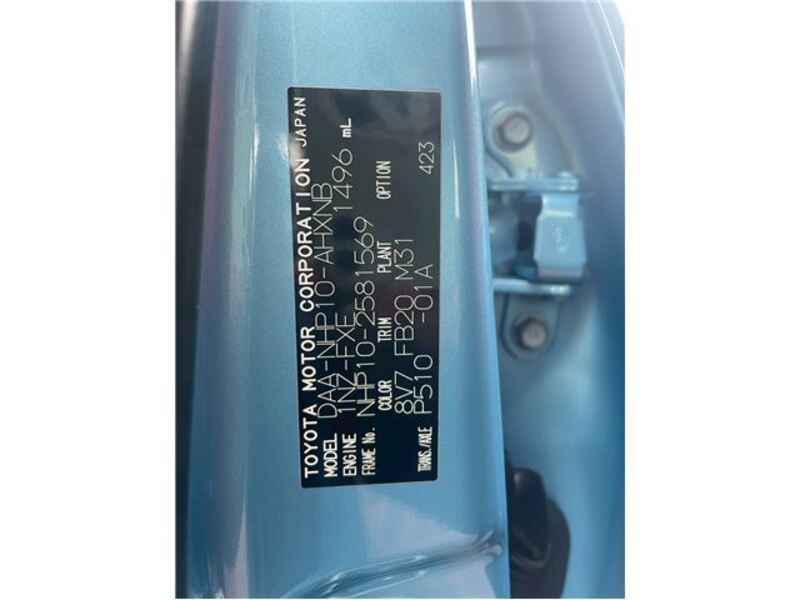 TOYOTA MOTOR CORPORATION JAPAN
MODEL DAA-NHP10-AHXNB
ENGINE 1NZ-FXE 1496 mL
FRAME No. NHP10-2581569
COLOR TRIM PLANT OPTION
8V7 FB20 M31 423
TRANS./AXLE P510 -01A